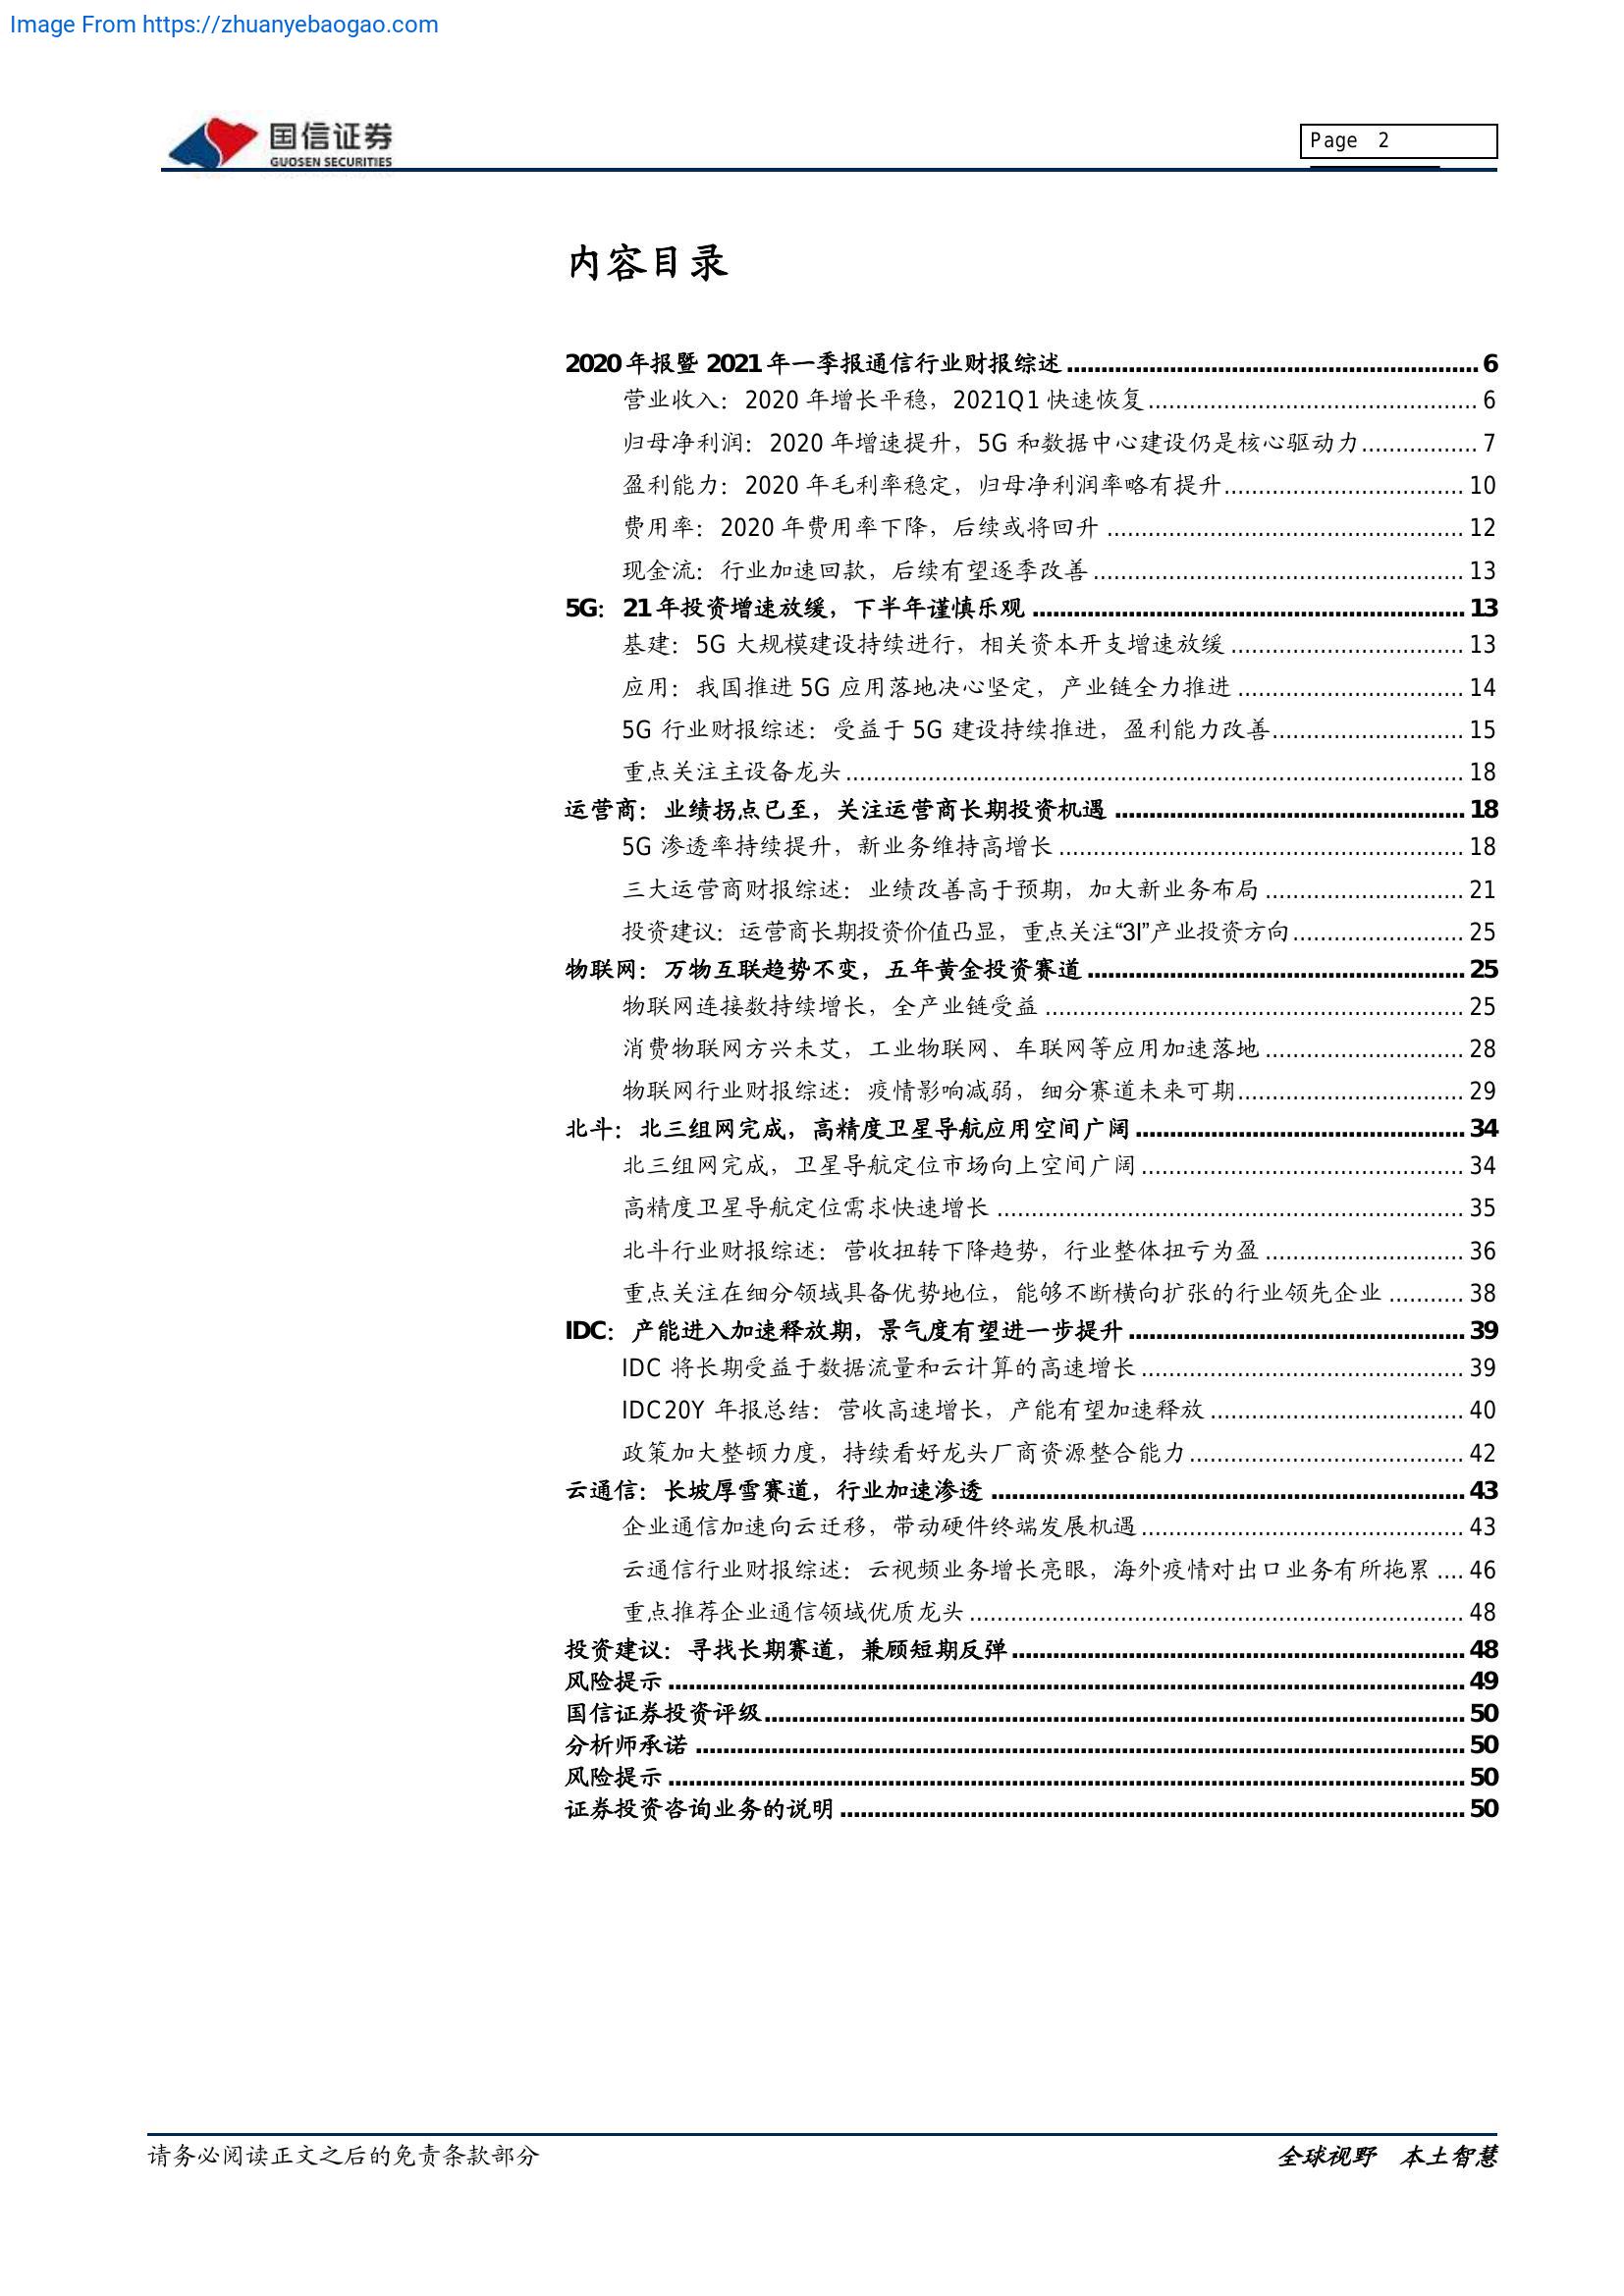 Image From https://zhuanyebaogao.com
国信证券
GUOSEN SECURITIES
Page 2
内容目录
2020 年报暨 2021 年一季报通信行业财报综述 ............................................................ 6
营业收入：2020 年增长平稳，2021Q1 快速恢复 ................................................ 6
归母净利润：2020 年增速提升，5G 和数据中心建设仍是核心驱动力 ................. 7
盈利能力：2020 年毛利率稳定，归母净利润率略有提升 ................................... 10
费用率：2020 年费用率下降，后续或将回升 .................................................... 12
现金流：行业加速回款，后续有望逐季改善 ...................................................... 13
5G：21 年投资增速放缓，下半年谨慎乐观 ............................................................... 13
基建：5G 大规模建设持续进行，相关资本开支增速放缓 .................................. 13
应用：我国推进 5G 应用落地决心坚定，产业链全力推进 ................................. 14
5G 行业财报综述：受益于 5G 建设持续推进，盈利能力改善 ............................ 15
重点关注主设备龙头 .......................................................................................... 18
运营商：业绩拐点已至，关注运营商长期投资机遇 ................................................... 18
5G 渗透率持续提升，新业务维持高增长 ........................................................... 18
三大运营商财报综述：业绩改善高于预期，加大新业务布局 ............................. 21
投资建议：运营商长期投资价值凸显，重点关注“3I”产业投资方向 ......................... 25
物联网：万物互联趋势不变，五年黄金投资赛道 ....................................................... 25
物联网连接数持续增长，全产业链受益 ............................................................. 25
消费物联网方兴未艾，工业物联网、车联网等应用加速落地 ............................. 28
物联网行业财报综述：疫情影响减弱，细分赛道未来可期 ................................. 29
北斗：北三组网完成，高精度卫星导航应用空间广阔 ................................................ 34
北三组网完成，卫星导航定位市场向上空间广阔 ............................................... 34
高精度卫星导航定位需求快速增长 .................................................................... 35
北斗行业财报综述：营收扭转下降趋势，行业整体扭亏为盈 ............................. 36
重点关注在细分领域具备优势地位，能够不断横向扩张的行业领先企业 ........... 38
IDC：产能进入加速释放期，景气度有望进一步提升 ................................................. 39
IDC 将长期受益于数据流量和云计算的高速增长 ............................................... 39
IDC20Y 年报总结：营收高速增长，产能有望加速释放 ..................................... 40
政策加大整顿力度，持续看好龙头厂商资源整合能力 ........................................ 42
云通信：长坡厚雪赛道，行业加速渗透 ..................................................................... 43
企业通信加速向云迁移，带动硬件终端发展机遇 ............................................... 43
云通信行业财报综述：云视频业务增长亮眼，海外疫情对出口业务有所拖累 .... 46
重点推荐企业通信领域优质龙头 ........................................................................ 48
投资建议：寻找长期赛道，兼顾短期反弹 .................................................................. 48
风险提示 .................................................................................................................... 49
国信证券投资评级 ...................................................................................................... 50
分析师承诺 ................................................................................................................ 50
风险提示 .................................................................................................................... 50
证券投资咨询业务的说明 ........................................................................................... 50
请务必阅读正文之后的免责条款部分
全球视野 本土智慧